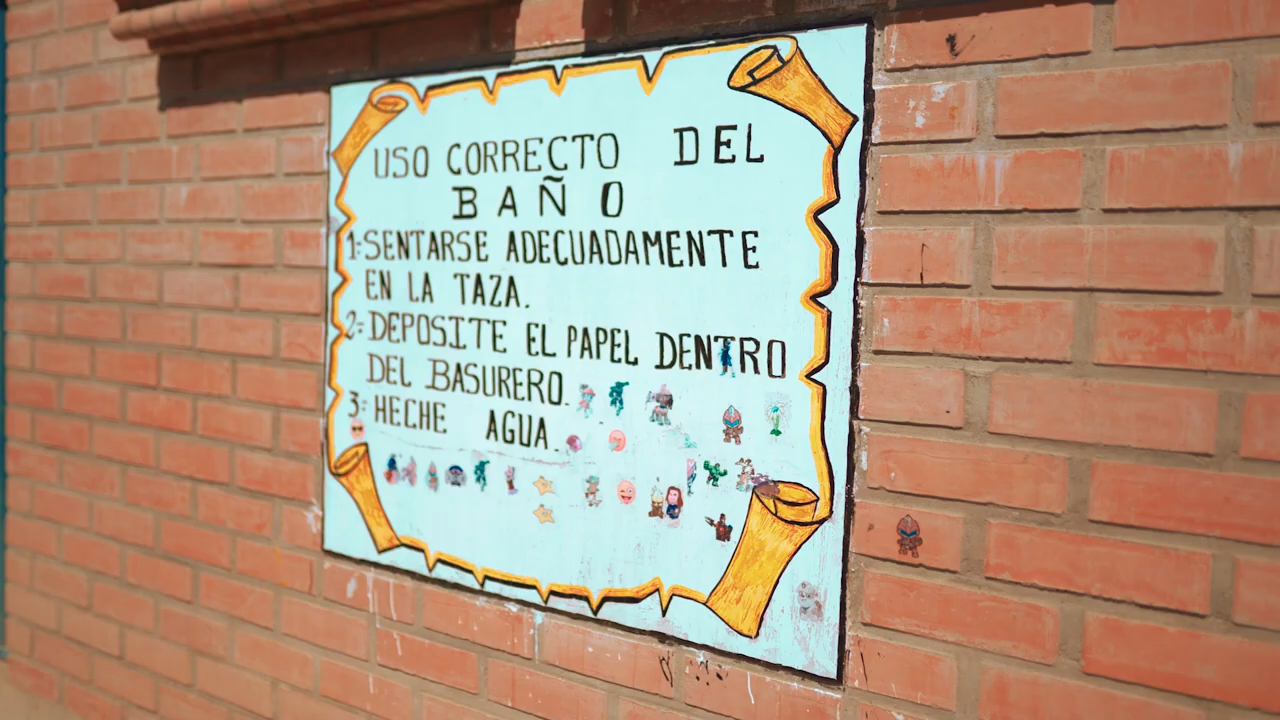 USO CORRECTO DEL
BAÑO
1= SENTARSE ADECUADAMENTE
EN LA TAZA.
2= DEPOSITE EL PAPEL DENTRO
DEL BASURERO.
3= HECHE AGUA.